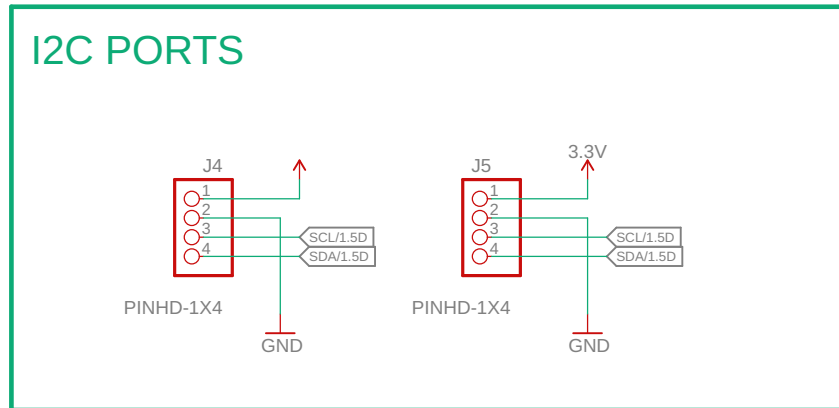 I2C PORTS
J4
1
2
3
4
SCL/1.5D
SDA/1.5D
PINHD-1X4
GND
J5
3.3V
1
2
3
4
SCL/1.5D
SDA/1.5D
PINHD-1X4
GND